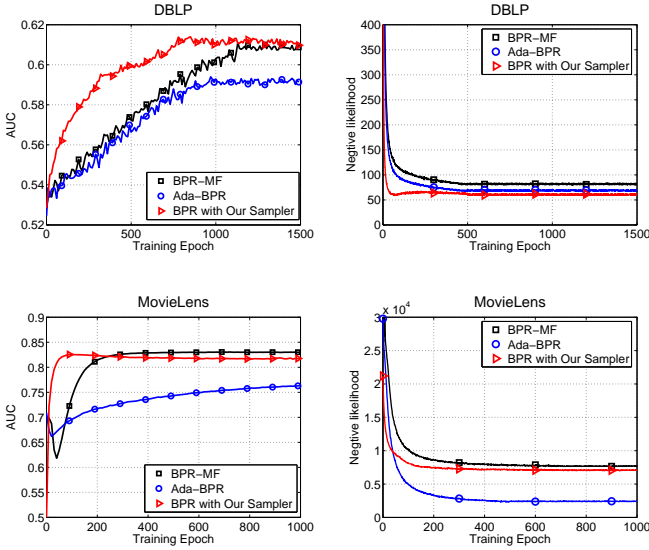 DBLP
0.62
0.6
0.58
0.56
0.54
0.52
AUC
BPR−MF
Ada−BPR
BPR with Our Sampler
0 500 1000 1500
Training Epoch
DBLP
400
350
300
250
200
150
100
50
0
Negtive likelihood
BPR−MF
Ada−BPR
BPR with Our Sampler
0 500 1000 1500
Training Epoch
MovieLens
0.9
0.85
0.8
0.75
0.7
0.65
0.6
0.55
0.5
AUC
BPR−MF
Ada−BPR
BPR with Our Sampler
0 200 400 600 800 1000
Training Epoch
MovieLens
x 10^4
3
2.5
2
1.5
1
0.5
0
Negtive likelihood
BPR−MF
Ada−BPR
BPR with Our Sampler
0 200 400 600 800 1000
Training Epoch